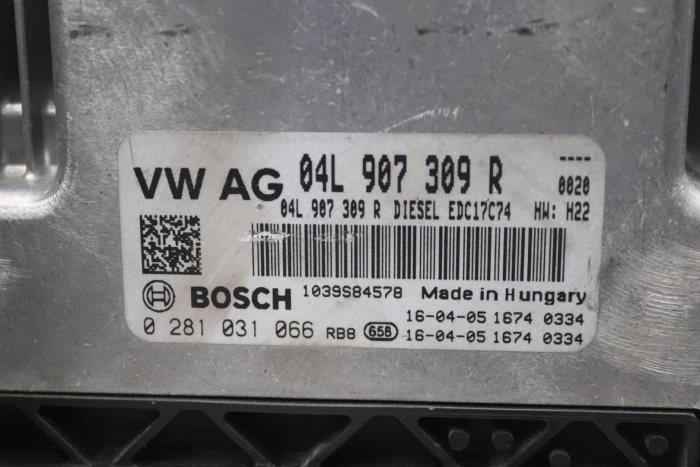 VW AG 04L 907 309 R ----
0020
04L 907 309 R DIESEL EDC17C74 HW: H22
BOSCH 1039S84578 Made in Hungary
0 281 031 066 RB8 65B 16-04-05 1674 0334
16-04-05 1674 0334